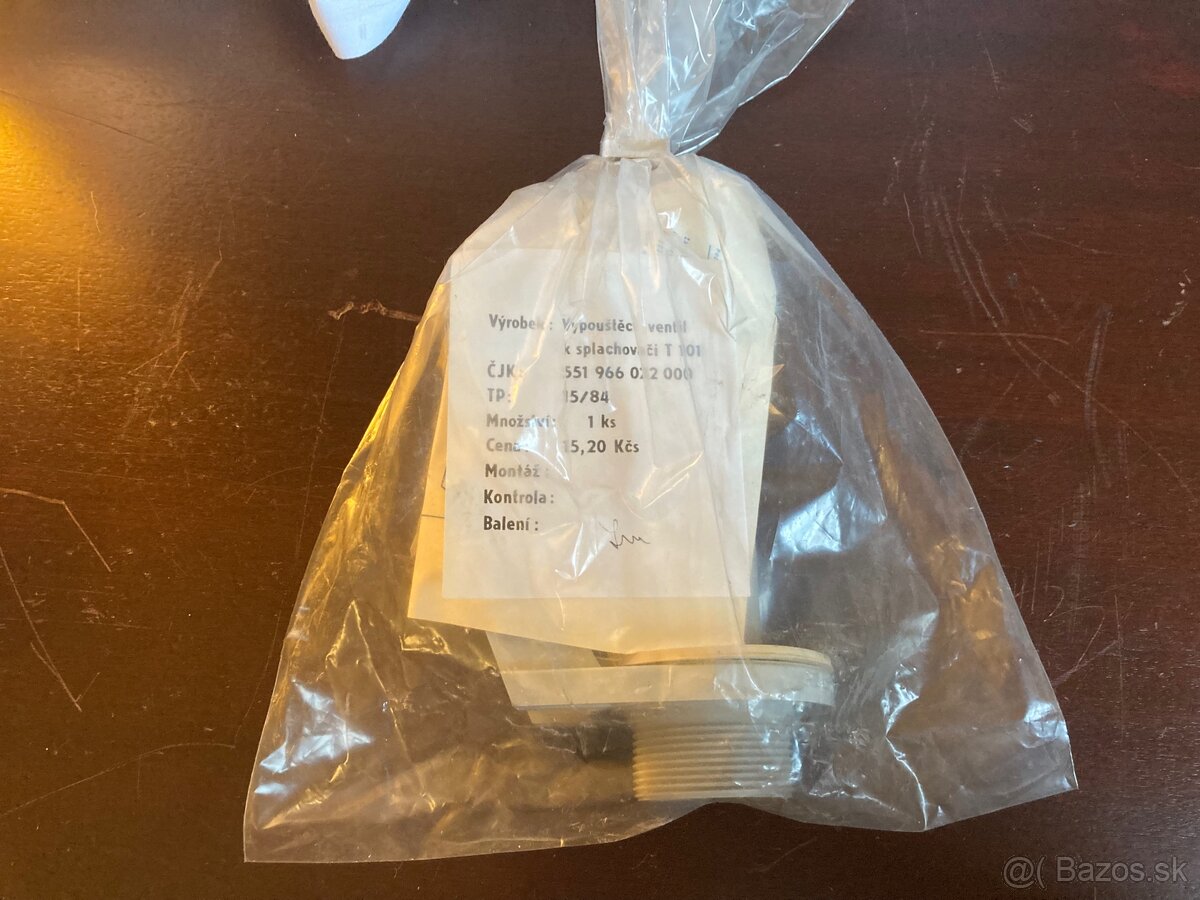 Výrobek: Vypouštěcí ventil
k splachovači T 101
ČJK: 551 966 022 000
TP: 15/84
Množství: 1 ks
Cena: 15,20 Kčs
Montáž:
Kontrola:
Balení:
@( Bazos.sk